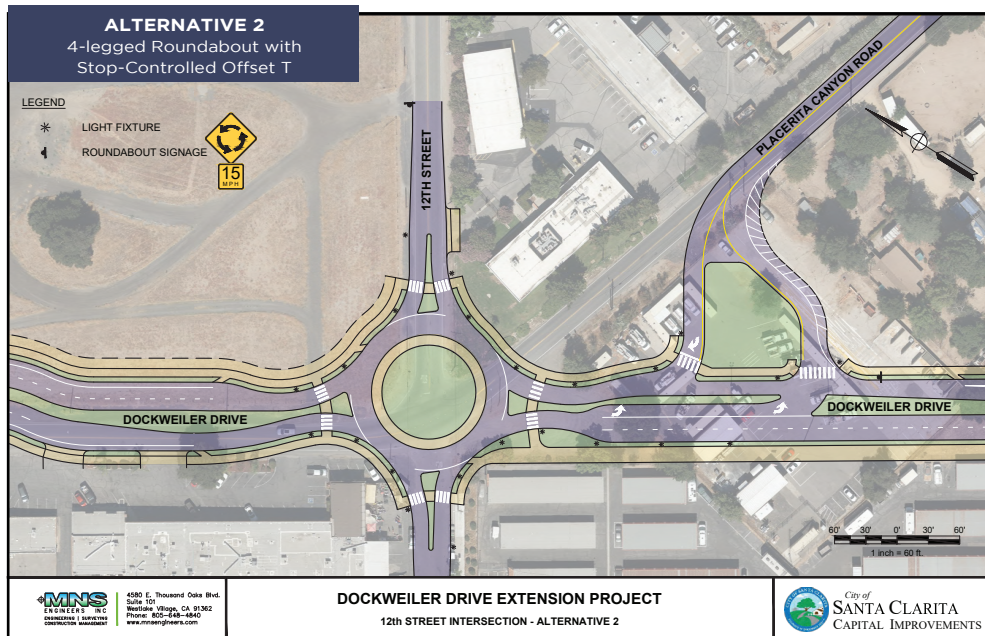 ALTERNATIVE 2
4-legged Roundabout with
Stop-Controlled Offset T
LEGEND
LIGHT FIXTURE
ROUNDABOUT SIGNAGE
15
MPH
12TH STREET
PLACERITA CANYON ROAD
DOCKWEILER DRIVE
DOCKWEILER DRIVE
60' 30' 0' 30' 60'
1 inch = 60 ft.
MNS
ENGINEERS INC
ENGINEERING | SURVEYING
CONSTRUCTION MANAGEMENT
4580 E. Thousand Oaks Blvd.
Suite 101
Westlake Village, CA 91362
Phone: 805-648-4840
www.mnsengineers.com
DOCKWEILER DRIVE EXTENSION PROJECT
12th STREET INTERSECTION - ALTERNATIVE 2
City of
SANTA CLARITA
CAPITAL IMPROVEMENTS